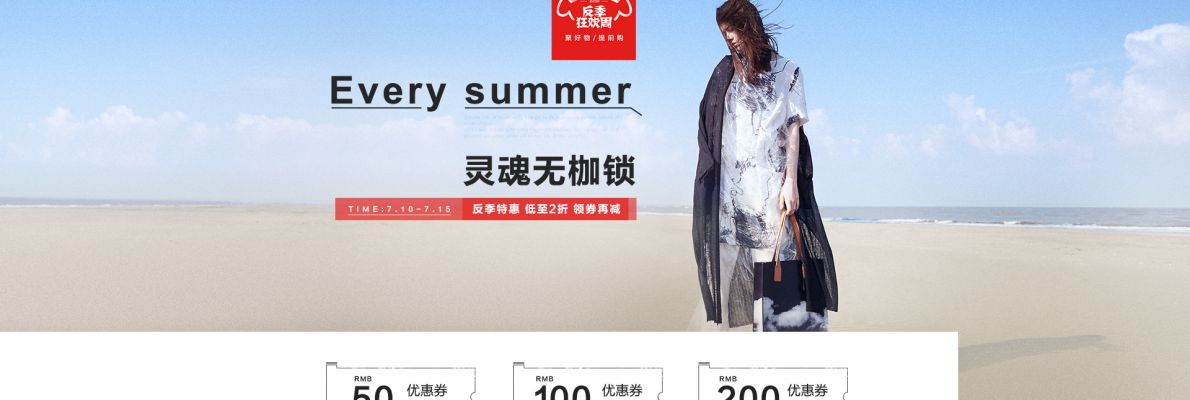 反季
狂欢周
聚好物/提前购
Every summer
灵魂无枷锁
TIME:7.10-7.15 反季特惠 低至2折 领券再减
RMB
50 优惠券
RMB
100 优惠券
RMB
200 优惠券